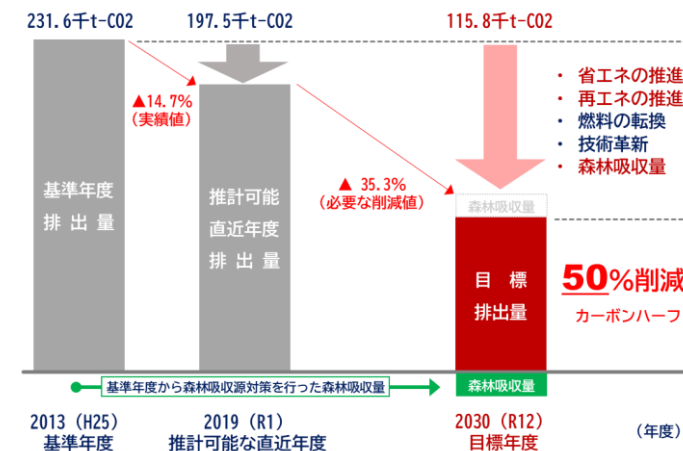 231.6千t-CO2
197.5千t-CO2
115.8千t-CO2
▲14.7%
(実績値)
▲ 35.3%
(必要な削減値)
・ 省エネの推進
・ 再エネの推進
・ 燃料の転換
・ 技術革新
・ 森林吸収量
基準年度
排 出 量
推計可能
直近年度
排 出 量
森林吸収量
目 標
排出量
50%削減
カーボンハーフ
基準年度から森林吸収源対策を行った森林吸収量
森林吸収量
2013 (H25)
基準年度
2019 (R1)
推計可能な直近年度
2030 (R12)
目標年度
(年度)